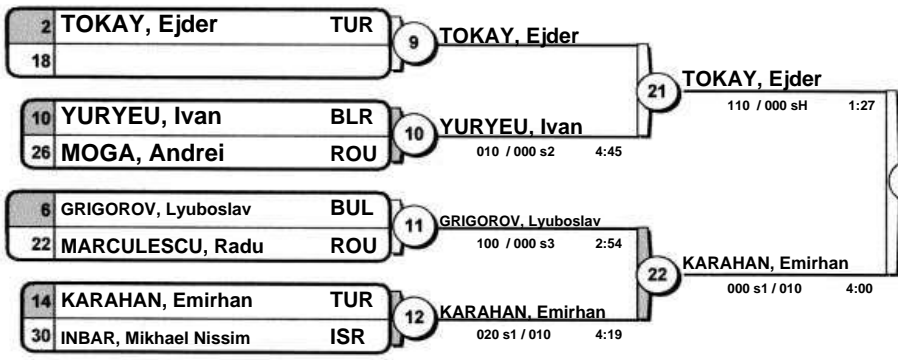 2 TOKAY, Ejder TUR
18
9
TOKAY, Ejder
10 YURYEU, Ivan BLR
26 MOGA, Andrei ROU
10
YURYEU, Ivan
010 / 000 s2 4:45
21
TOKAY, Ejder
110 / 000 sH 1:27
6 GRIGOROV, Lyuboslav BUL
22 MARCULESCU, Radu ROU
11
GRIGOROV, Lyuboslav
100 / 000 s3 2:54
14 KARAHAN, Emirhan TUR
30 INBAR, Mikhael Nissim ISR
12
KARAHAN, Emirhan
020 s1 / 010 4:19
22
KARAHAN, Emirhan
000 s1 / 010 4:00